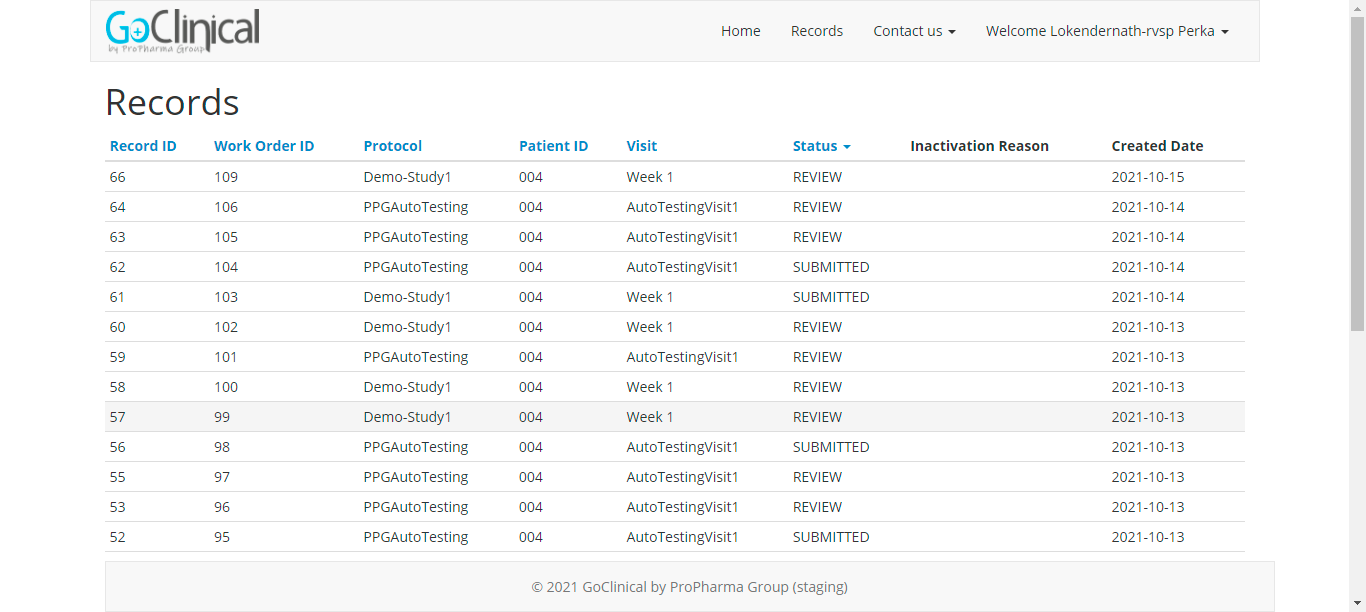 GoClinical
by ProPharma Group
Home Records Contact us Welcome Lokendernath-rvsp Perka
Records
Record ID Work Order ID Protocol Patient ID Visit Status Inactivation Reason Created Date
66 109 Demo-Study1 004 Week 1 REVIEW 2021-10-15
64 106 PPGAutoTesting 004 AutoTestingVisit1 REVIEW 2021-10-14
63 105 PPGAutoTesting 004 AutoTestingVisit1 REVIEW 2021-10-14
62 104 PPGAutoTesting 004 AutoTestingVisit1 SUBMITTED 2021-10-14
61 103 Demo-Study1 004 Week 1 SUBMITTED 2021-10-14
60 102 Demo-Study1 004 Week 1 REVIEW 2021-10-13
59 101 PPGAutoTesting 004 AutoTestingVisit1 REVIEW 2021-10-13
58 100 Demo-Study1 004 Week 1 REVIEW 2021-10-13
57 99 Demo-Study1 004 Week 1 REVIEW 2021-10-13
56 98 PPGAutoTesting 004 AutoTestingVisit1 SUBMITTED 2021-10-13
55 97 PPGAutoTesting 004 AutoTestingVisit1 REVIEW 2021-10-13
53 96 PPGAutoTesting 004 AutoTestingVisit1 REVIEW 2021-10-13
52 95 PPGAutoTesting 004 AutoTestingVisit1 SUBMITTED 2021-10-13
© 2021 GoClinical by ProPharma Group (staging)